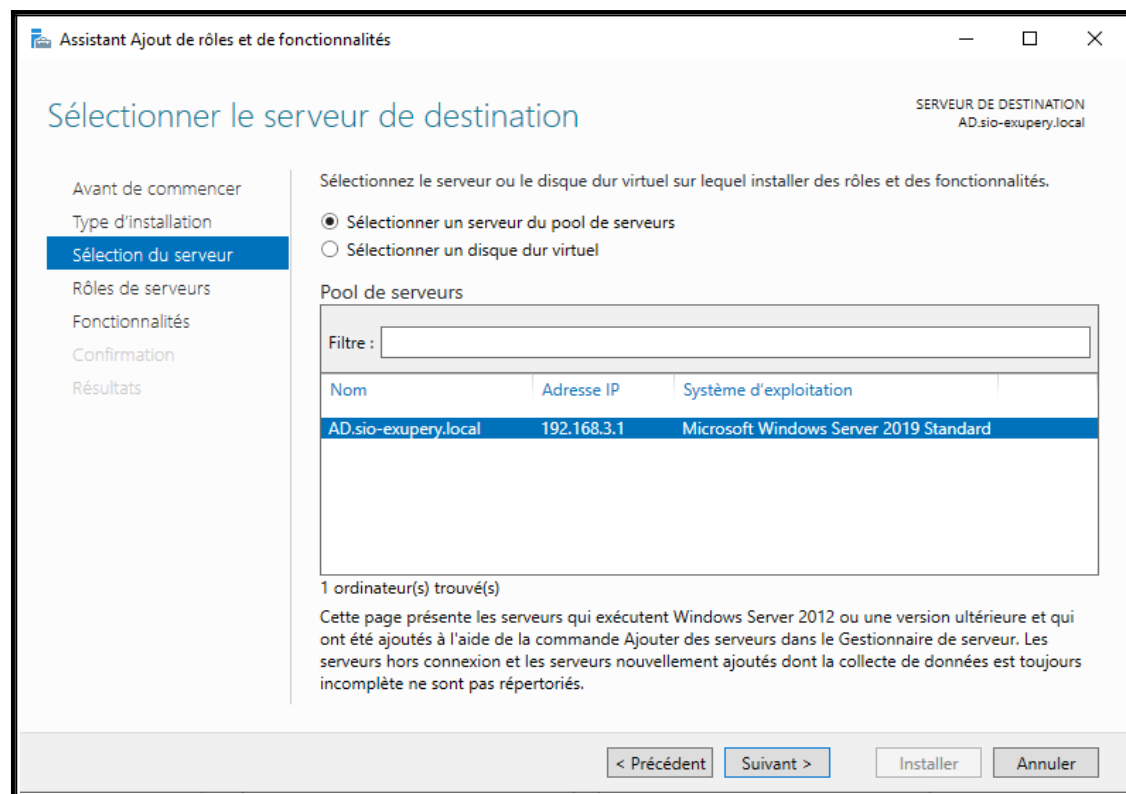 Assistant Ajout de rôles et de fonctionnalités
Sélectionner le serveur de destination
SERVEUR DE DESTINATION
AD.sio-exupery.local
Avant de commencer
Type d'installation
Sélection du serveur
Rôles de serveurs
Fonctionnalités
Confirmation
Résultats
Sélectionnez le serveur ou le disque dur virtuel sur lequel installer des rôles et des fonctionnalités.
Sélectionner un serveur du pool de serveurs
Sélectionner un disque dur virtuel
Pool de serveurs
Filtre :
Nom Adresse IP Système d'exploitation
AD.sio-exupery.local 192.168.3.1 Microsoft Windows Server 2019 Standard
1 ordinateur(s) trouvé(s)
Cette page présente les serveurs qui exécutent Windows Server 2012 ou une version ultérieure et qui
ont été ajoutés à l'aide de la commande Ajouter des serveurs dans le Gestionnaire de serveur. Les
serveurs hors connexion et les serveurs nouvellement ajoutés dont la collecte de données est toujours
incomplète ne sont pas répertoriés.
< Précédent Suivant > Installer Annuler